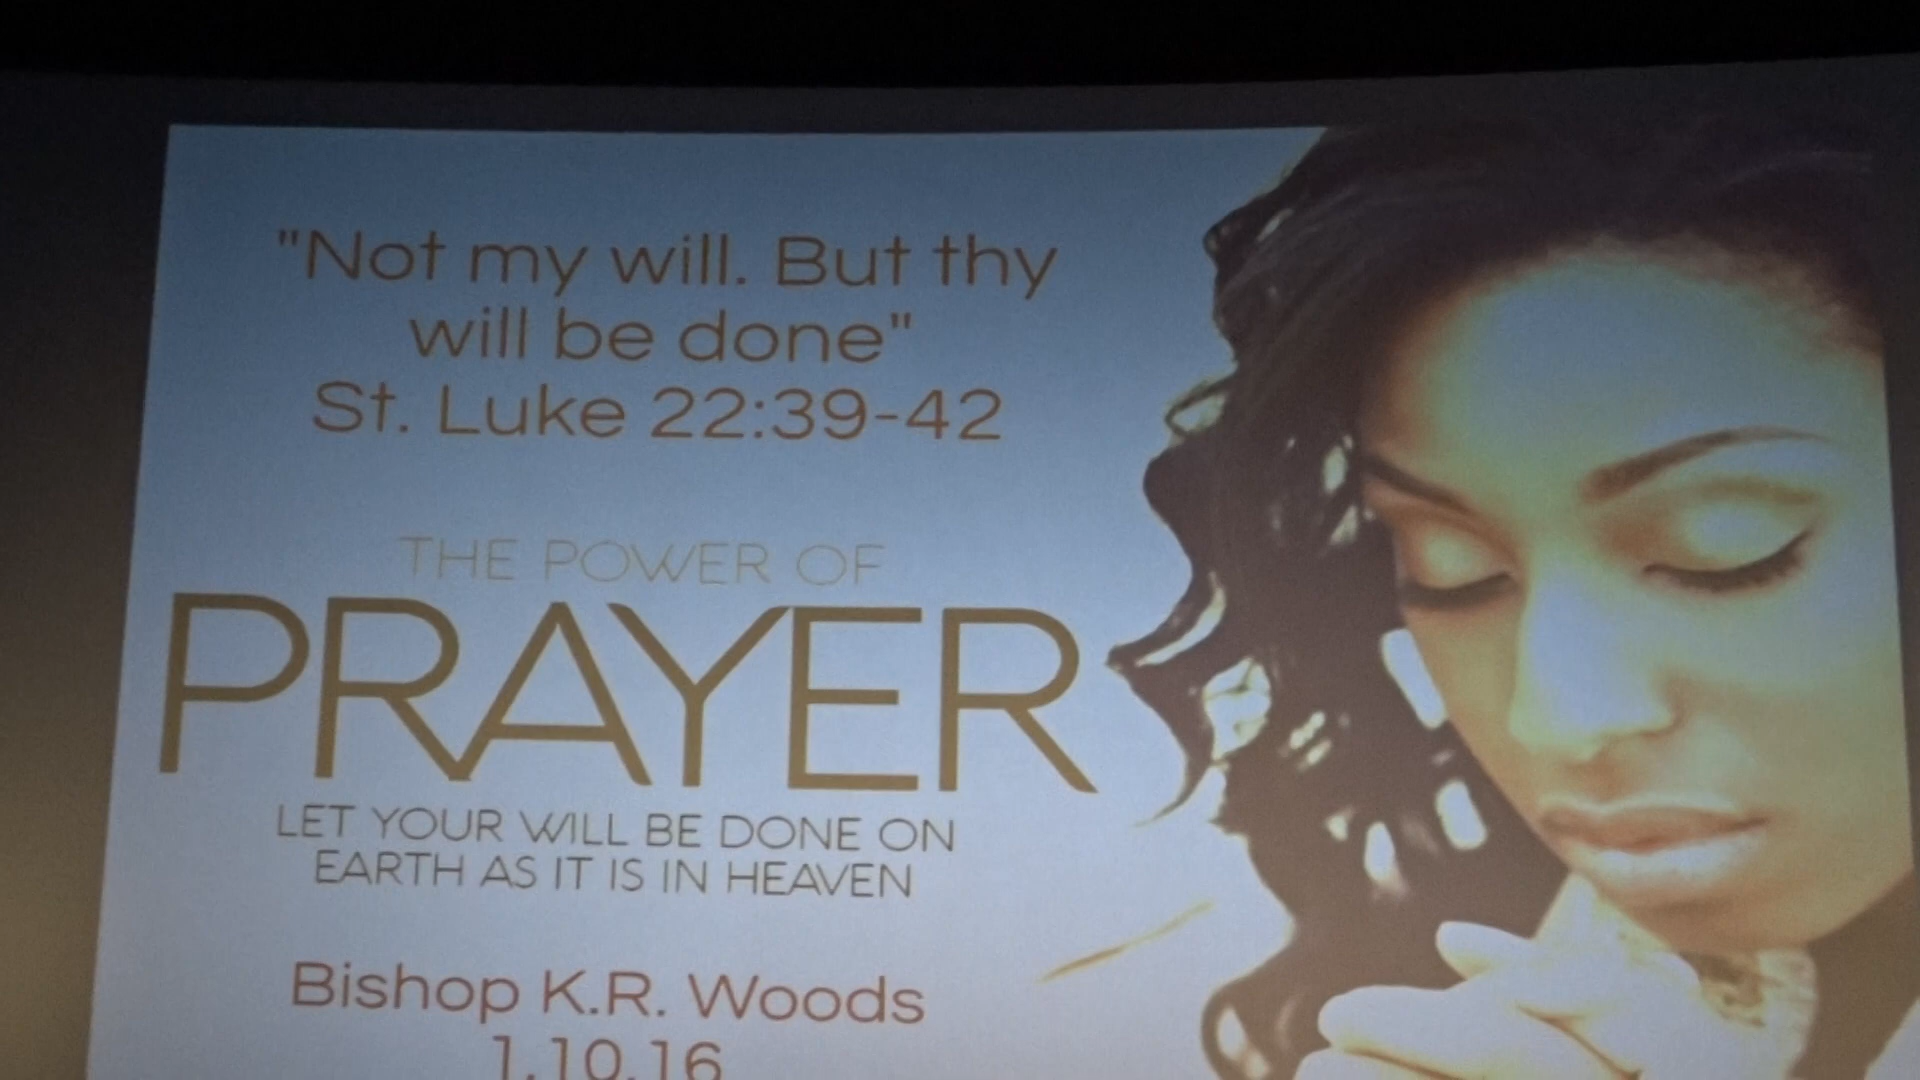 "Not my will. But thy
will be done"
St. Luke 22:39-42
THE POWER OF
PRAYER
LET YOUR WILL BE DONE ON
EARTH AS IT IS IN HEAVEN
Bishop K.R. Woods
1.10.16